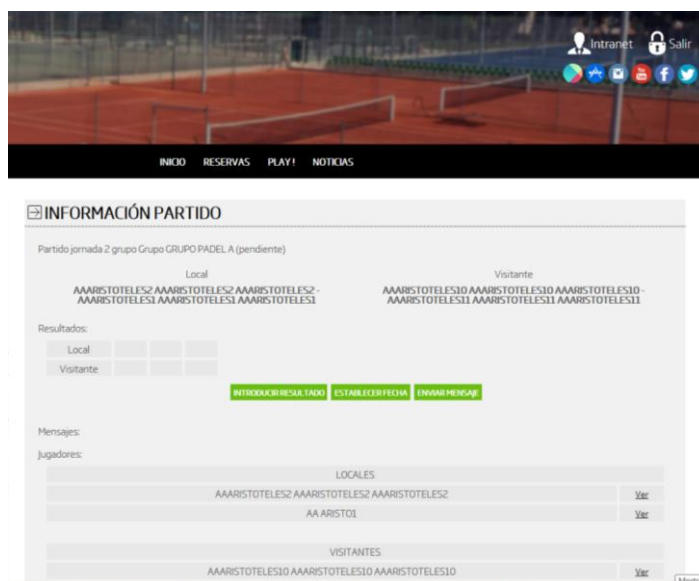 Intranet Salir
INICIO RESERVAS PLAY! NOTICIAS
INFORMACIÓN PARTIDO
Partido jornada 2 grupo Grupo GRUPO PADEL A (pendiente)
Local Visitante
AAARISTOTELES2 AAARISTOTELES2 AAARISTOTELES2 - AAARISTOTELES10 AAARISTOTELES10 AAARISTOTELES10 -
AAARISTOTELES1 AAARISTOTELES1 AAARISTOTELES1 AAARISTOTELES11 AAARISTOTELES11 AAARISTOTELES11
Resultados:
Local
Visitante
INTRODUCIR RESULTADO ESTABLECER FECHA ENVIAR MENSAJE
Mensajes:
Jugadores:
LOCALES
AAARISTOTELES2 AAARISTOTELES2 AAARISTOTELES2 Ver
AA ARISTO1 Ver
VISITANTES
AAARISTOTELES10 AAARISTOTELES10 AAARISTOTELES10 Ver